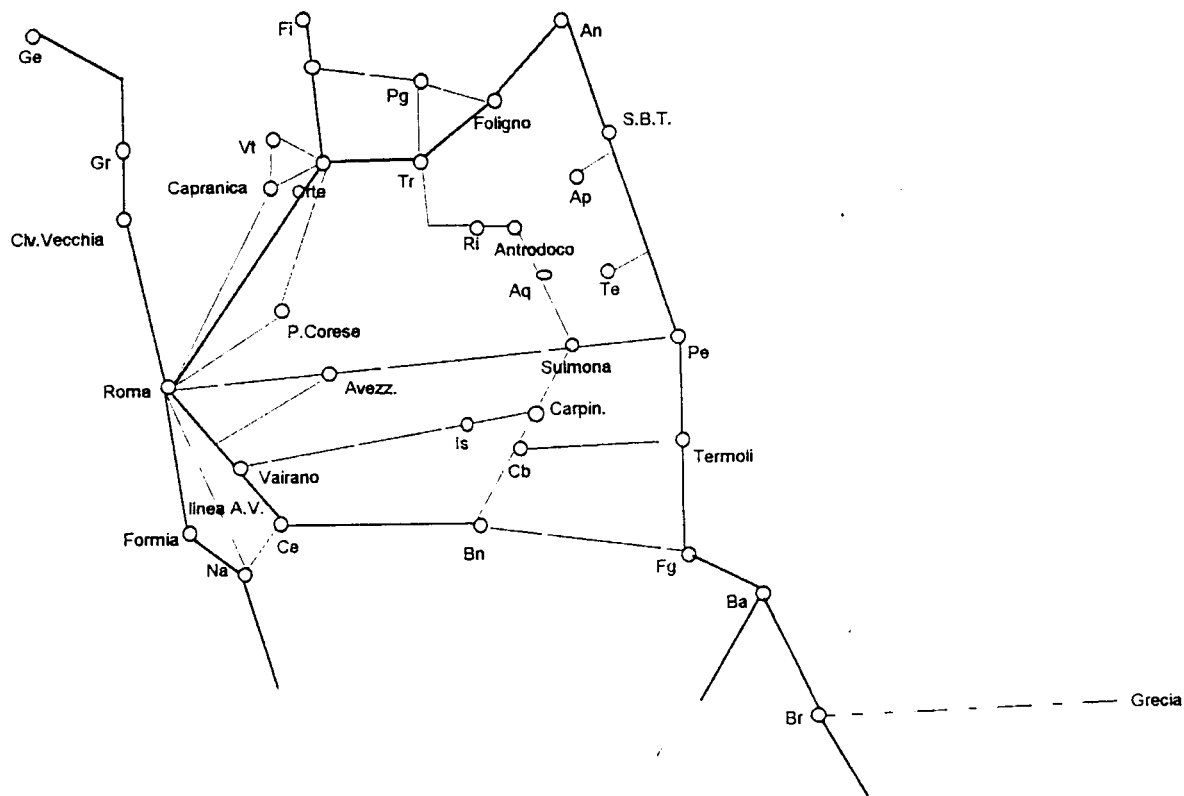 Fi
An
Ge
Pg
Foligno
S.B.T.
Vt
Gr
Capranica
Orte
Tr
Ap
Civ.Vecchia
Ri
Antrodoco
Aq
Te
P.Corese
Pe
Sulmona
Roma
Avezz.
Carpin.
Is
Cb
Termoli
Vairano
linea A.V.
Formia
Ce
Bn
Fg
Na
Ba
Br
Grecia